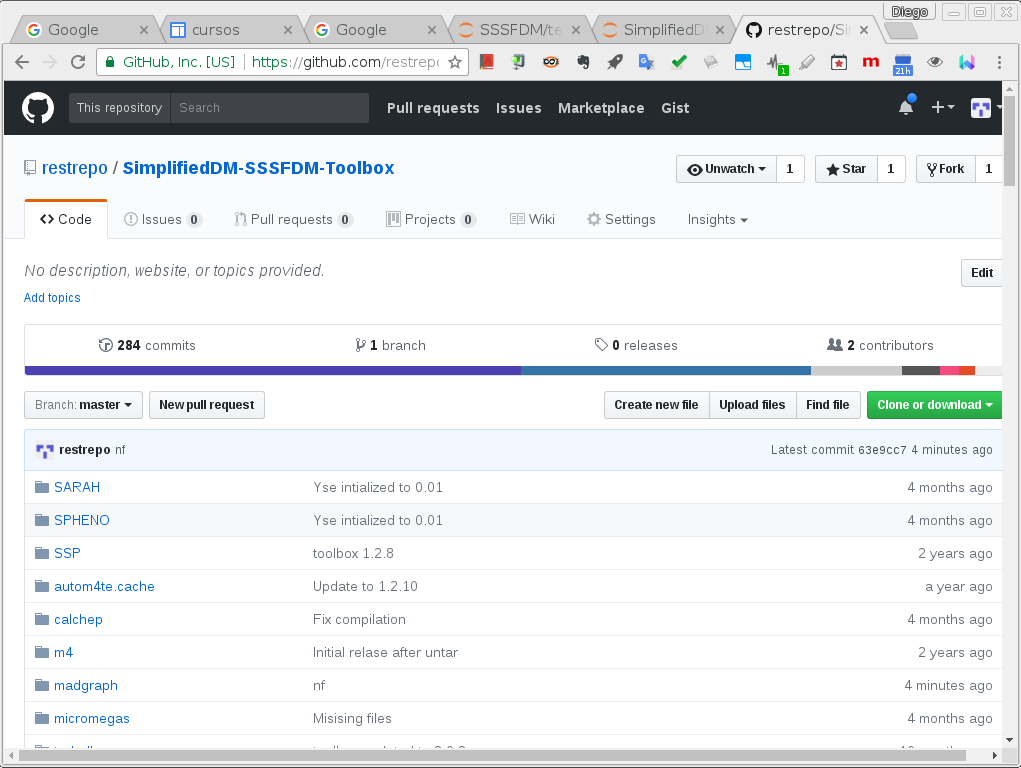 Diego
Google
cursos
Google
SSSFDM/te
SimplifiedD
restrepo/Si
GitHub, Inc. [US]
https://github.com/restrepo
1
21h
m
This repository
Search
Pull requests
Issues
Marketplace
Gist
restrepo / SimplifiedDM-SSSFDM-Toolbox
Unwatch
1
Star
1
Fork
1
Code
Issues 0
Pull requests 0
Projects 0
Wiki
Settings
Insights
No description, website, or topics provided.
Edit
Add topics
284 commits
1 branch
0 releases
2 contributors
Branch: master
New pull request
Create new file
Upload files
Find file
Clone or download
restrepo nf
Latest commit 63e9cc7 4 minutes ago
SARAH Yse intialized to 0.01 4 months ago
SPHENO Yse intialized to 0.01 4 months ago
SSP toolbox 1.2.8 2 years ago
autom4te.cache Update to 1.2.10 a year ago
calchep Fix compilation 4 months ago
m4 Initial relase after untar 2 years ago
madgraph nf 4 minutes ago
micromegas Misising files 4 months ago